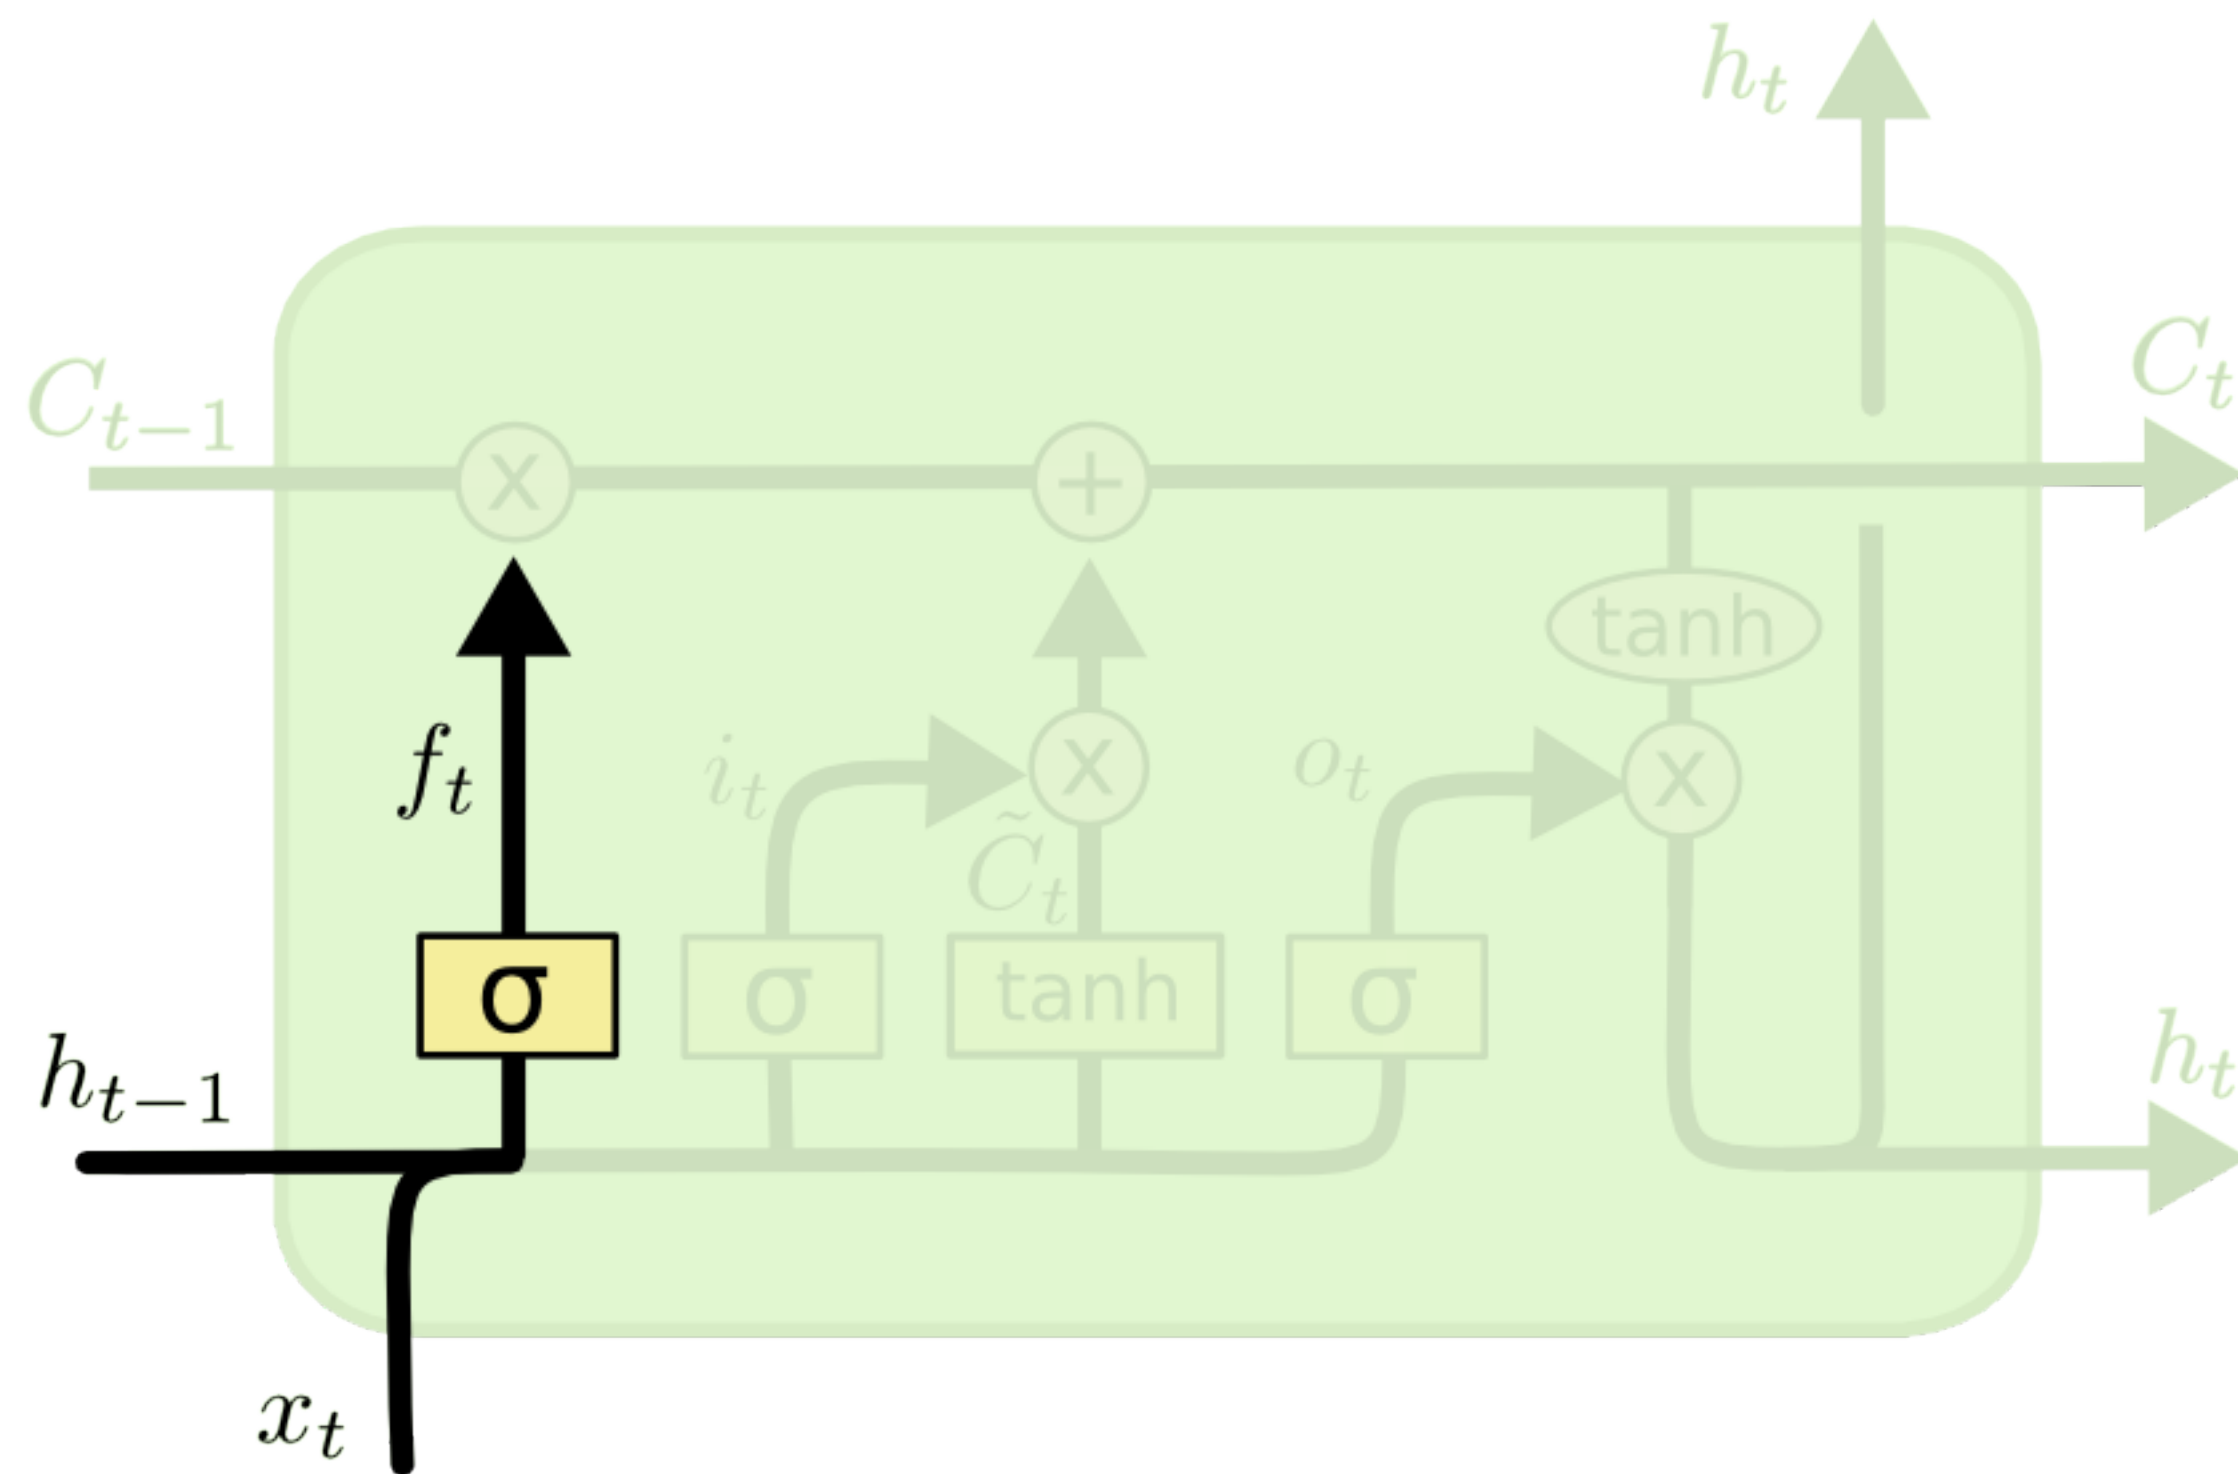 h_t
C_{t-1}
C_t
x
+
tanh
f_t
i_t
x
o_t
x
C̃_t
σ
σ
tanh
σ
h_{t-1}
h_t
x_t